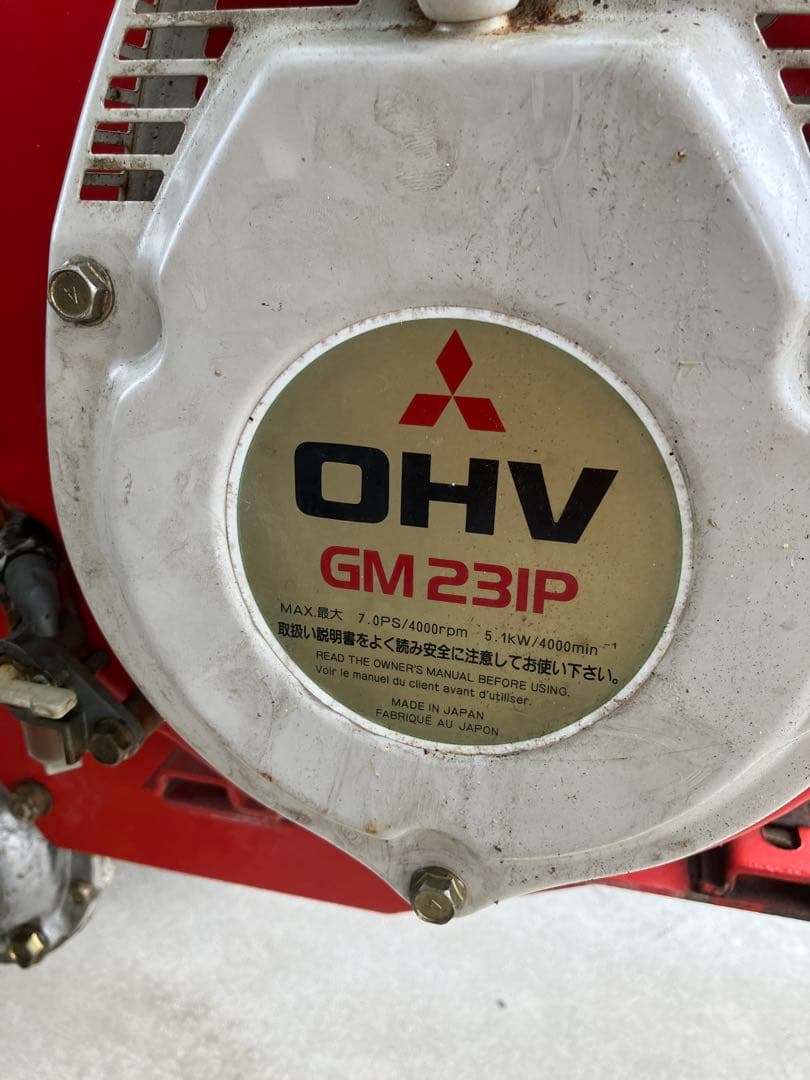 OHV
GM 231P
MAX.最大 7.0PS/4000rpm 5.1kW/4000min⁻¹
取扱い説明書をよく読み安全に注意してお使い下さい。
READ THE OWNER'S MANUAL BEFORE USING.
Voir le manuel du client avant d'utiliser.
MADE IN JAPAN
FABRIQUÉ AU JAPON
4
4